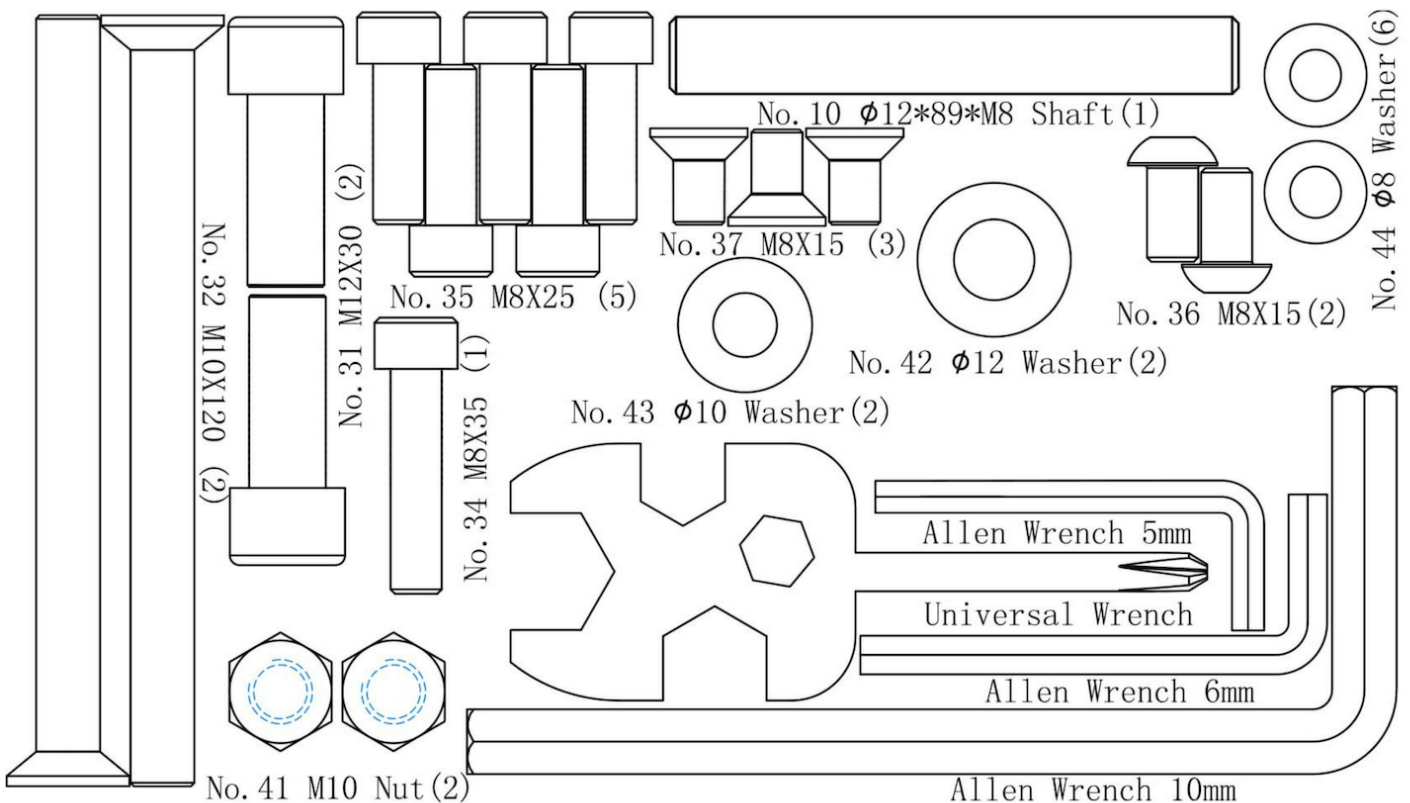 No.10 ϕ12*89*M8 Shaft(1)
No.44 ϕ8 Washer(6)
No.31 M12X30 (2)
No.32 M10X120 (2)
No.35 M8X25 (5)
No.37 M8X15 (3)
No.36 M8X15(2)
No.34 M8X35 (1)
No.42 ϕ12 Washer(2)
No.43 ϕ10 Washer(2)
Allen Wrench 5mm
Universal Wrench
Allen Wrench 6mm
No.41 M10 Nut(2)
Allen Wrench 10mm